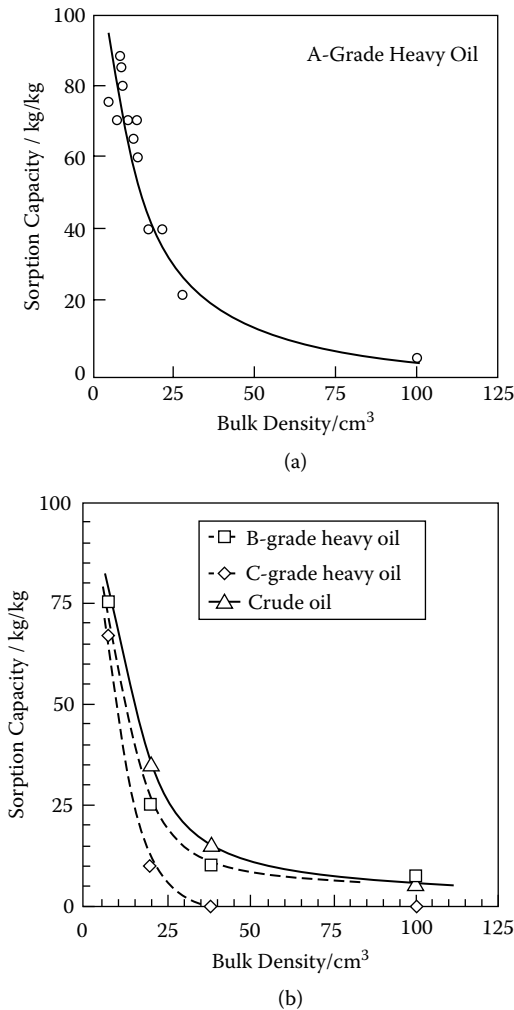 100
A-Grade Heavy Oil
80
60
40
20
0
Sorption Capacity / kg/kg
0 25 50 75 100 125
Bulk Density/cm³
(a)
100
B-grade heavy oil
C-grade heavy oil
Crude oil
75
50
25
0
Sorption Capacity / kg/kg
0 25 50 75 100 125
Bulk Density/cm³
(b)